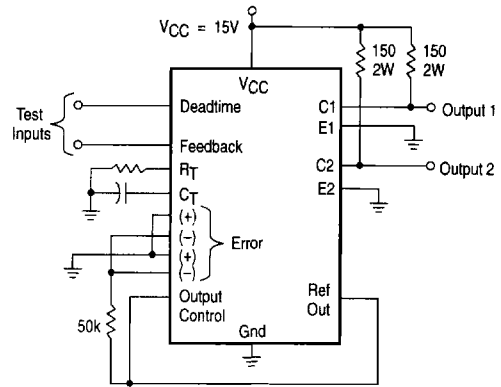 VCC = 15V
150
2W
150
2W
VCC
Test
Inputs
Deadtime
Feedback
RT
CT
(+)
(−)
(+)
(−)
Error
Output
Control
Gnd
C1
E1
C2
E2
Ref
Out
Output 1
Output 2
50k